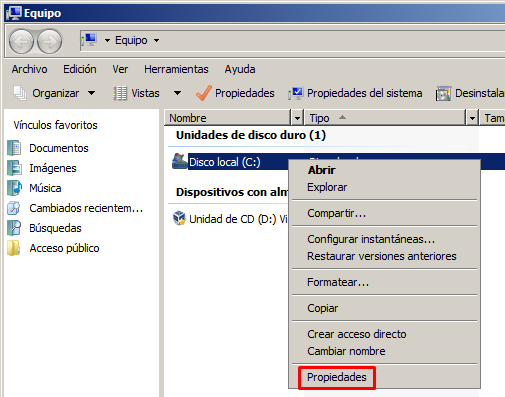 Equipo
Equipo
Archivo Edición Ver Herramientas Ayuda
Organizar Vistas Propiedades Propiedades del sistema Desinstala
Vínculos favoritos
Documentos
Imágenes
Música
Cambiados recientem...
Búsquedas
Acceso público
Nombre Tipo Tam
Unidades de disco duro (1)
Disco local (C:)
Dispositivos con alm
Unidad de CD (D:) Vi
Abrir
Explorar
Compartir...
Configurar instantáneas...
Restaurar versiones anteriores
Formatear...
Copiar
Crear acceso directo
Cambiar nombre
Propiedades